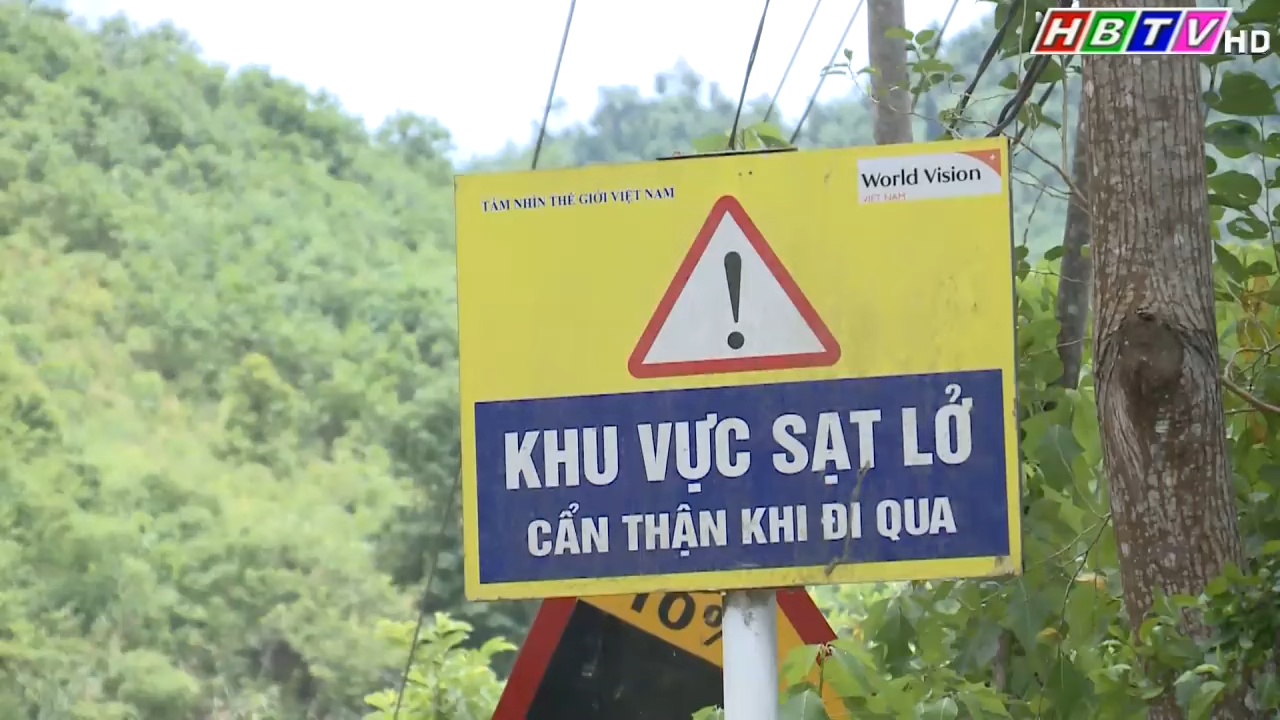 HBTV HD
TẦM NHÌN THẾ GIỚI VIỆT NAM
World Vision
VIỆT NAM
!
KHU VỰC SẠT LỞ
CẨN THẬN KHI ĐI QUA
10%